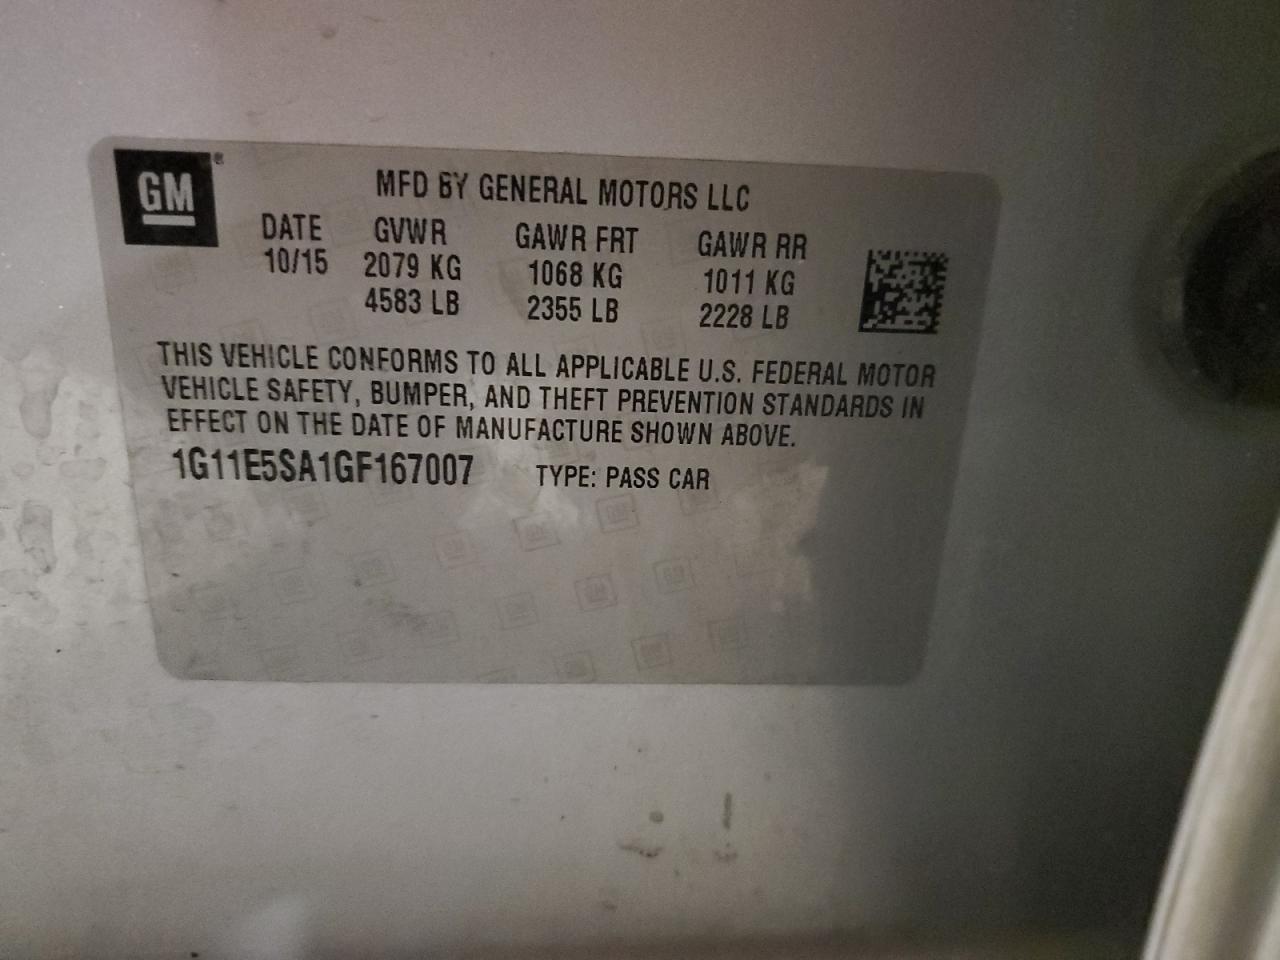 GM®
MFD BY GENERAL MOTORS LLC
DATE GVWR GAWR FRT GAWR RR
10/15 2079 KG 1068 KG 1011 KG
4583 LB 2355 LB 2228 LB
THIS VEHICLE CONFORMS TO ALL APPLICABLE U.S. FEDERAL MOTOR
VEHICLE SAFETY, BUMPER, AND THEFT PREVENTION STANDARDS IN
EFFECT ON THE DATE OF MANUFACTURE SHOWN ABOVE.
1G11E5SA1GF167007 TYPE: PASS CAR